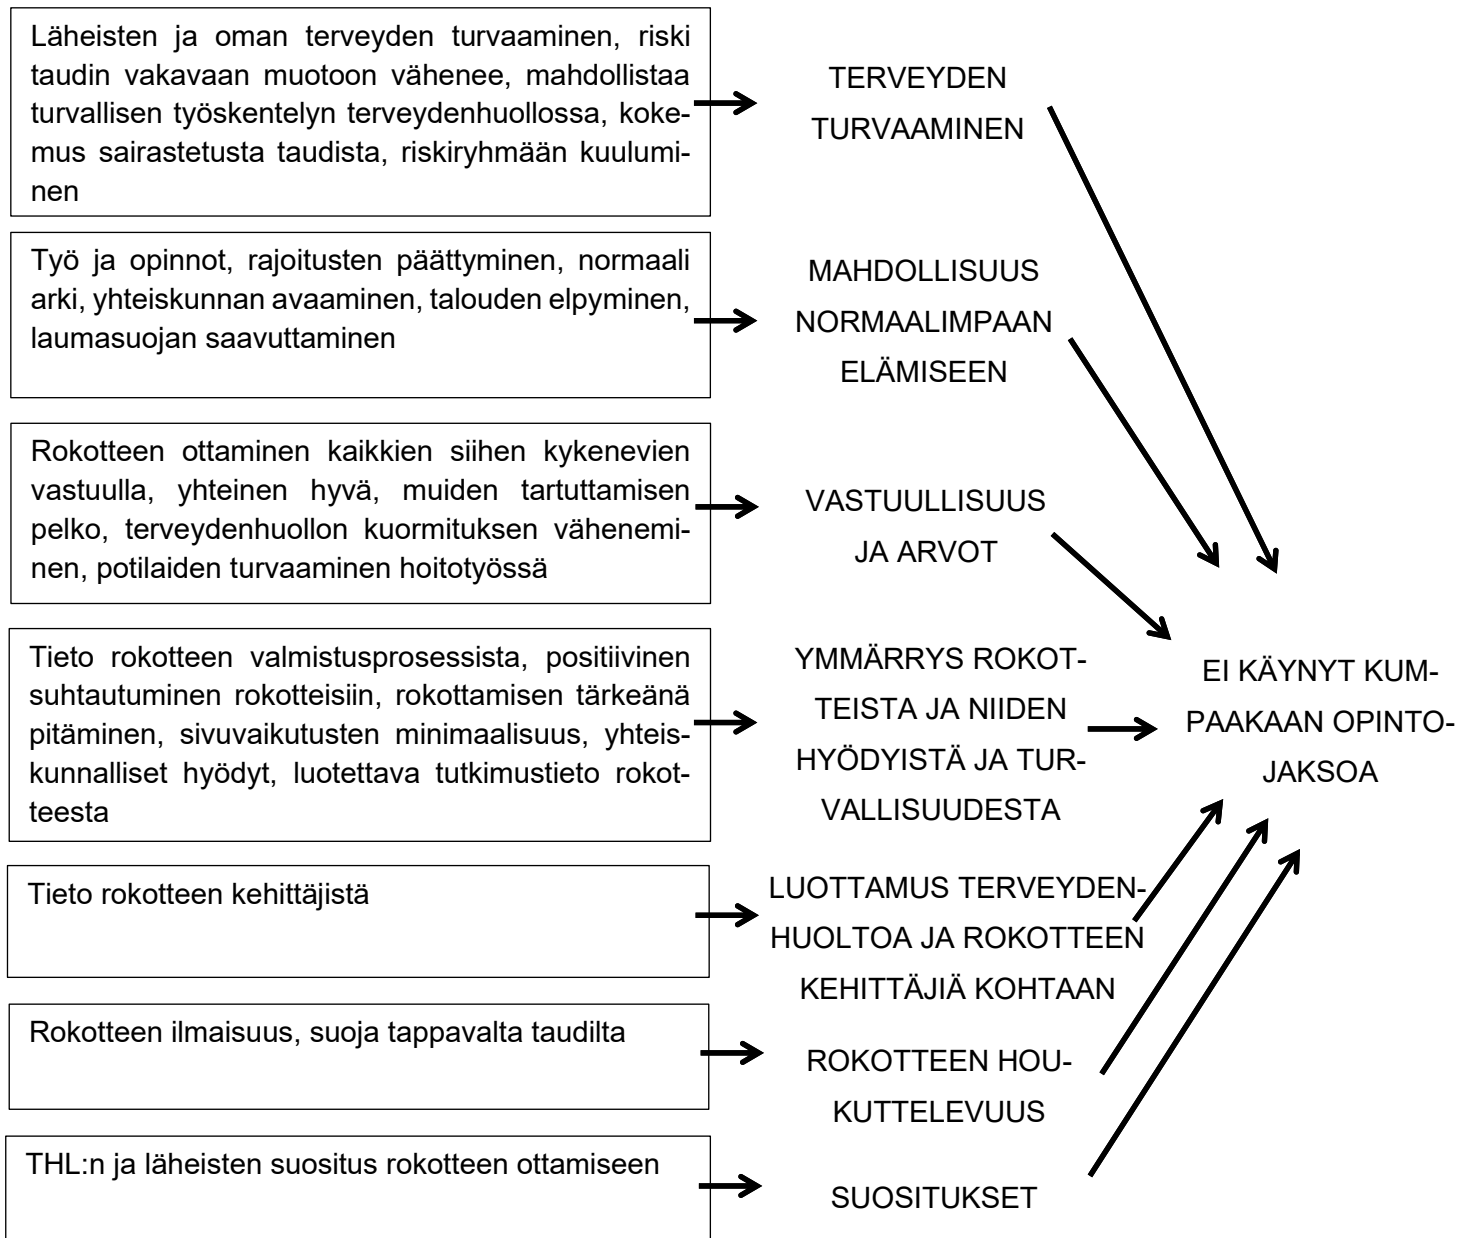 Läheisten ja oman terveyden turvaaminen, riski
taudin vakavaan muotoon vähenee, mahdollistaa
turvallisen työskentelyn terveydenhuollossa, koke-
mus sairastetusta taudista, riskiryhmään kuulumi-
nen
TERVEYDEN
TURVAAMINEN
Työ ja opinnot, rajoitusten päättyminen, normaali
arki, yhteiskunnan avaaminen, talouden elpyminen,
laumasuojan saavuttaminen
MAHDOLLISUUS
NORMAALIMPAAN
ELÄMISEEN
Rokotteen ottaminen kaikkien siihen kykenevien
vastuulla, yhteinen hyvä, muiden tartuttamisen
pelko, terveydenhuollon kuormituksen vähenemi-
nen, potilaiden turvaaminen hoitotyössä
VASTUULLISUUS
JA ARVOT
Tieto rokotteen valmistusprosessista, positiivinen
suhtautuminen rokotteisiin, rokottamisen tärkeänä
pitäminen, sivuvaikutusten minimaalisuus, yhteis-
kunnalliset hyödyt, luotettava tutkimustieto rokot-
teesta
YMMÄRRYS ROKOT-
TEISTA JA NIIDEN
HYÖDYISTÄ JA TUR-
VALLISUUDESTA
EI KÄYNYT KUM-
PAAKAAN OPINTO-
JAKSOA
Tieto rokotteen kehittäjistä
LUOTTAMUS TERVEYDEN-
HUOLTOA JA ROKOTTEEN
KEHITTÄJIÄ KOHTAAN
Rokotteen ilmaisuus, suoja tappavalta taudilta
ROKOTTEEN HOU-
KUTTELEVUUS
THL:n ja läheisten suositus rokotteen ottamiseen
SUOSITUKSET